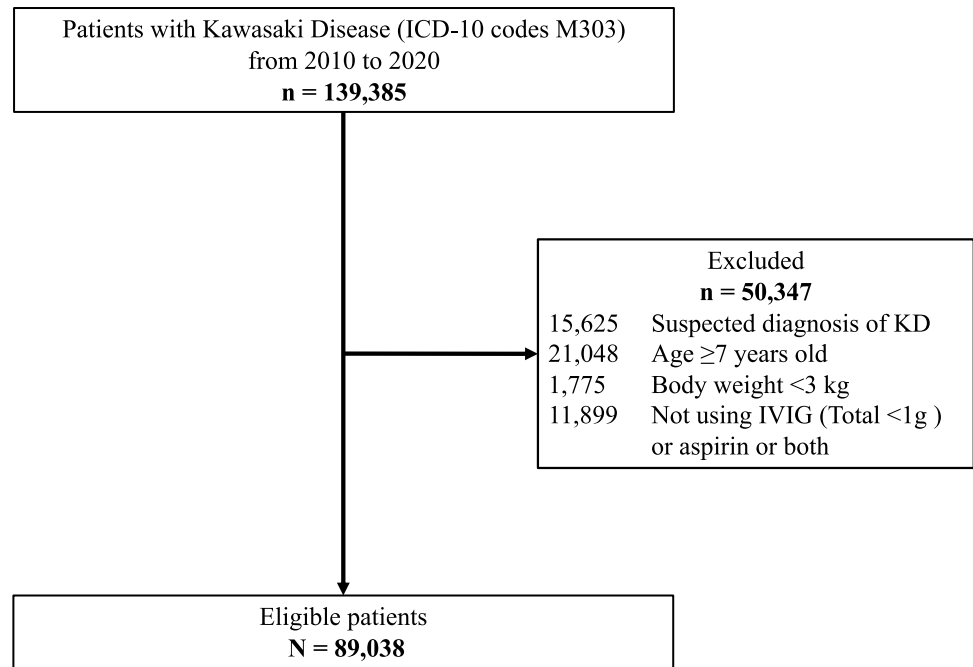 Patients with Kawasaki Disease (ICD-10 codes M303)
from 2010 to 2020
n = 139,385
Excluded
n = 50,347
15,625 Suspected diagnosis of KD
21,048 Age ≥7 years old
1,775 Body weight <3 kg
11,899 Not using IVIG (Total <1g )
or aspirin or both
Eligible patients
N = 89,038